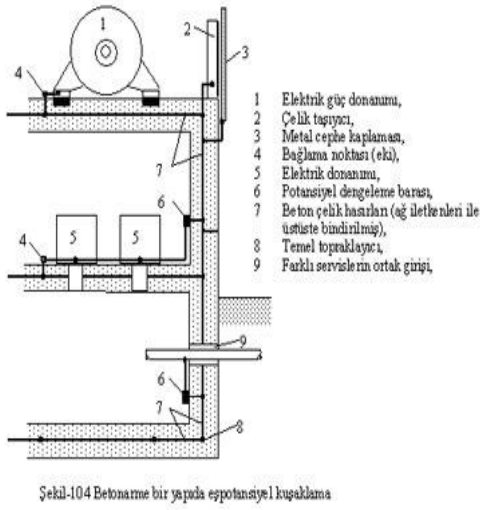 1
2
3
4
1 Elektrik güç donanımı,
2 Çelik taşıyıcı,
3 Metal cephe kaplaması,
4 Bağlama noktası (eki),
5 Elektrik donanımı,
6 Potansiyel dengeleme barası,
7 Beton çelik hasırları (ağ iletkenleri ile
üstüste bindirilmiş),
8 Temel topraklayıcı,
9 Farklı servislerin ortak girişi,
7
6
4
5 5
9
6
7
8
Şekil-104 Betonarme bir yapıda eşpotansiyel kuşaklama